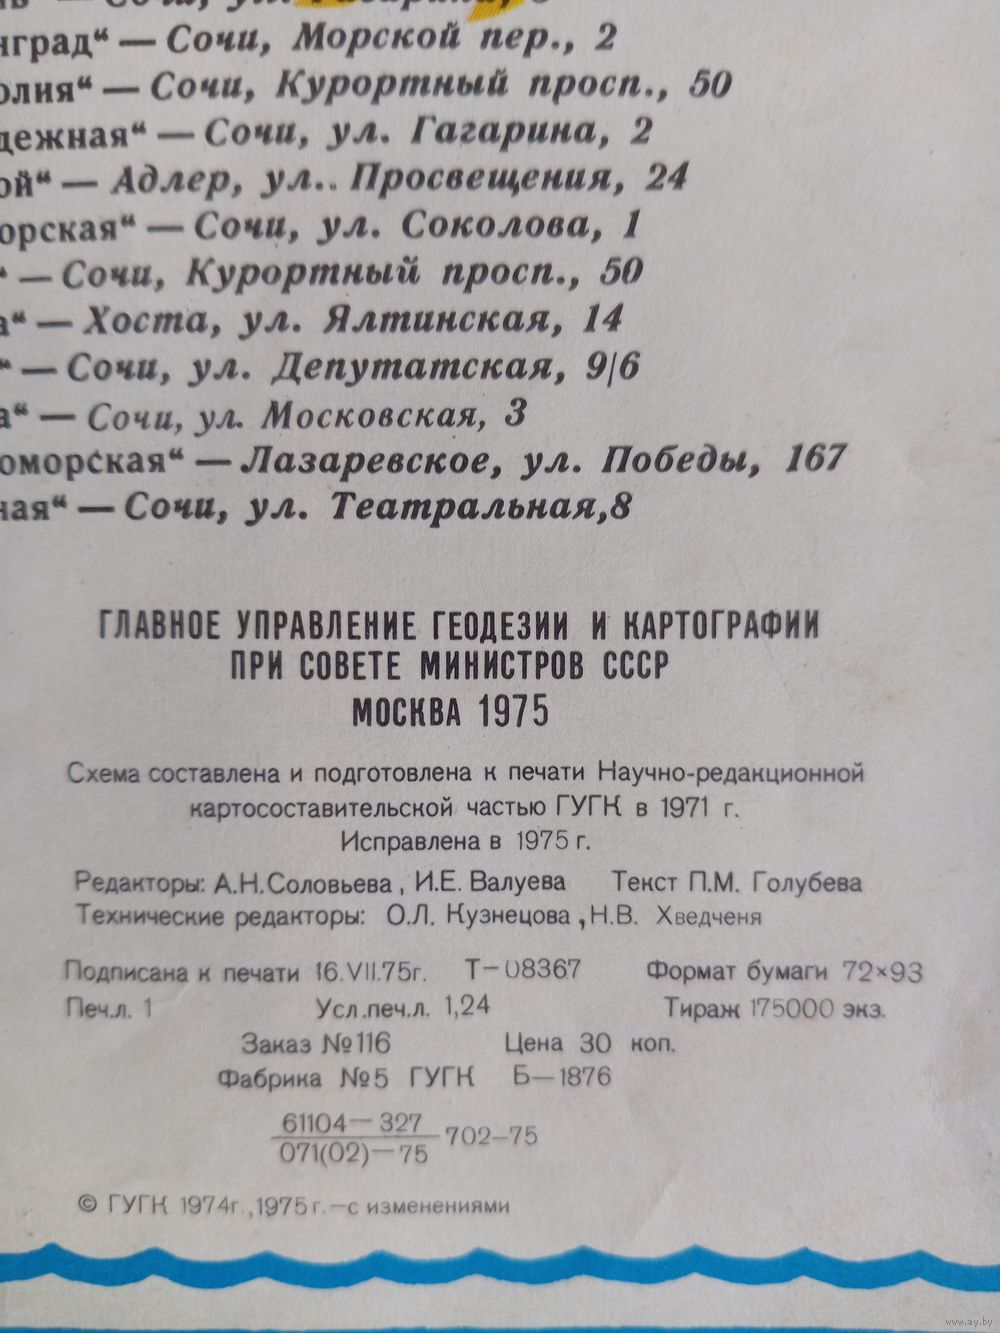 — Сочи, ул. Гагарина,
нград“ — Сочи, Морской пер., 2
олия“ — Сочи, Курортный просп., 50
дежная“ — Сочи, ул. Гагарина, 2
ой“ — Адлер, ул.. Просвещения, 24
орская“ — Сочи, ул. Соколова, 1
“ — Сочи, Курортный просп., 50
а“ — Хоста, ул. Ялтинская, 14
“ — Сочи, ул. Депутатская, 9/6
а“ — Сочи, ул. Московская, 3
оморская“ — Лазаревское, ул. Победы, 167
ная“ — Сочи, ул. Театральная,8
ГЛАВНОЕ УПРАВЛЕНИЕ ГЕОДЕЗИИ И КАРТОГРАФИИ
ПРИ СОВЕТЕ МИНИСТРОВ СССР
МОСКВА 1975
Схема составлена и подготовлена к печати Научно-редакционной
картосоставительской частью ГУГК в 1971 г.
Исправлена в 1975 г.
Редакторы: А.Н.Соловьева, И.Е. Валуева Текст П.М. Голубева
Технические редакторы: О.Л. Кузнецова, Н.В. Хведченя
Подписана к печати 16.VII.75г. Т-08367 Формат бумаги 72×93
Печ.л. 1 Усл.печ.л. 1,24 Тираж 175000 экз.
Заказ №116 Цена 30 коп.
Фабрика №5 ГУГК Б-1876
61104-327
071(02)-75 702-75
© ГУГК 1974г., 1975г.-с изменениями
www.ay.by